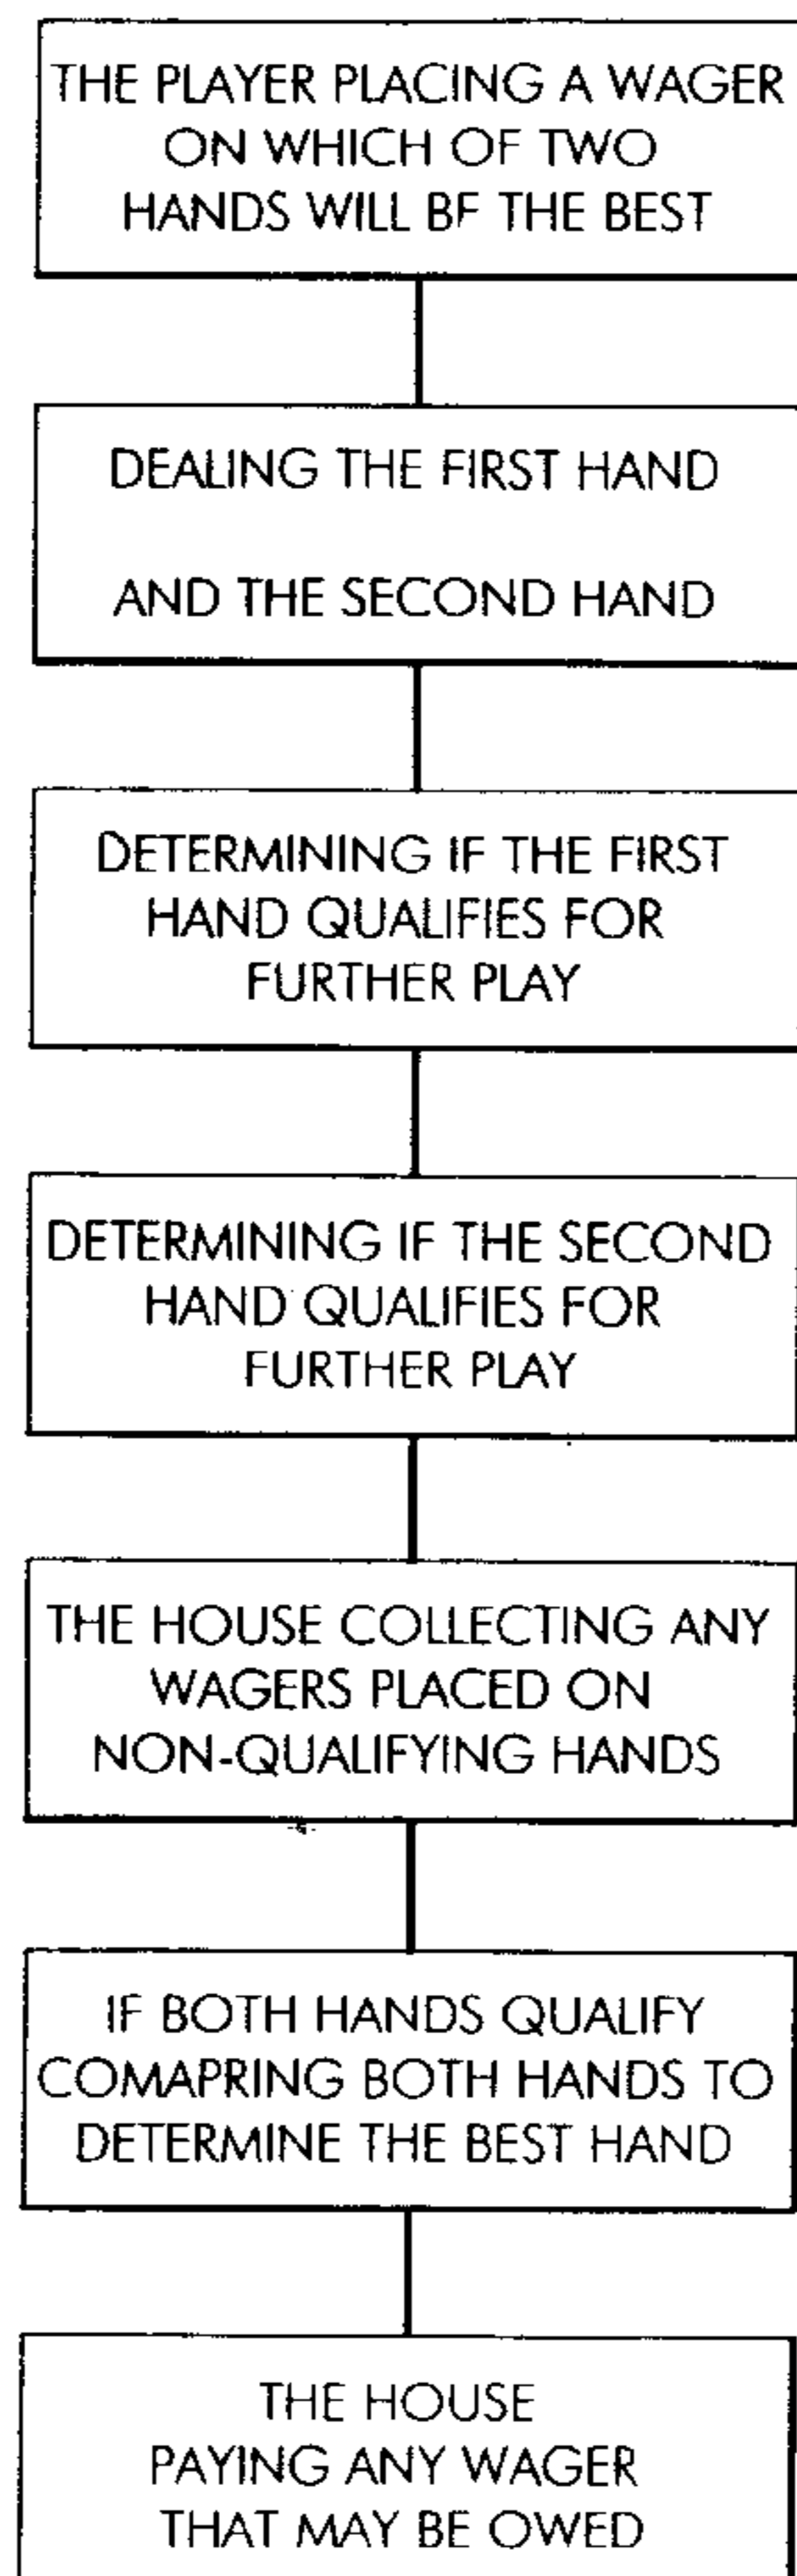 THE PLAYER PLACING A WAGER
ON WHICH OF TWO
HANDS WILL BE THE BEST
DEALING THE FIRST HAND
AND THE SECOND HAND
DETERMINING IF THE FIRST
HAND QUALIFIES FOR
FURTHER PLAY
DETERMINING IF THE SECOND
HAND QUALIFIES FOR
FURTHER PLAY
THE HOUSE COLLECTING ANY
WAGERS PLACED ON
NON-QUALIFYING HANDS
IF BOTH HANDS QUALIFY
COMAPRING BOTH HANDS TO
DETERMINE THE BEST HAND
THE HOUSE
PAYING ANY WAGER
THAT MAY BE OWED